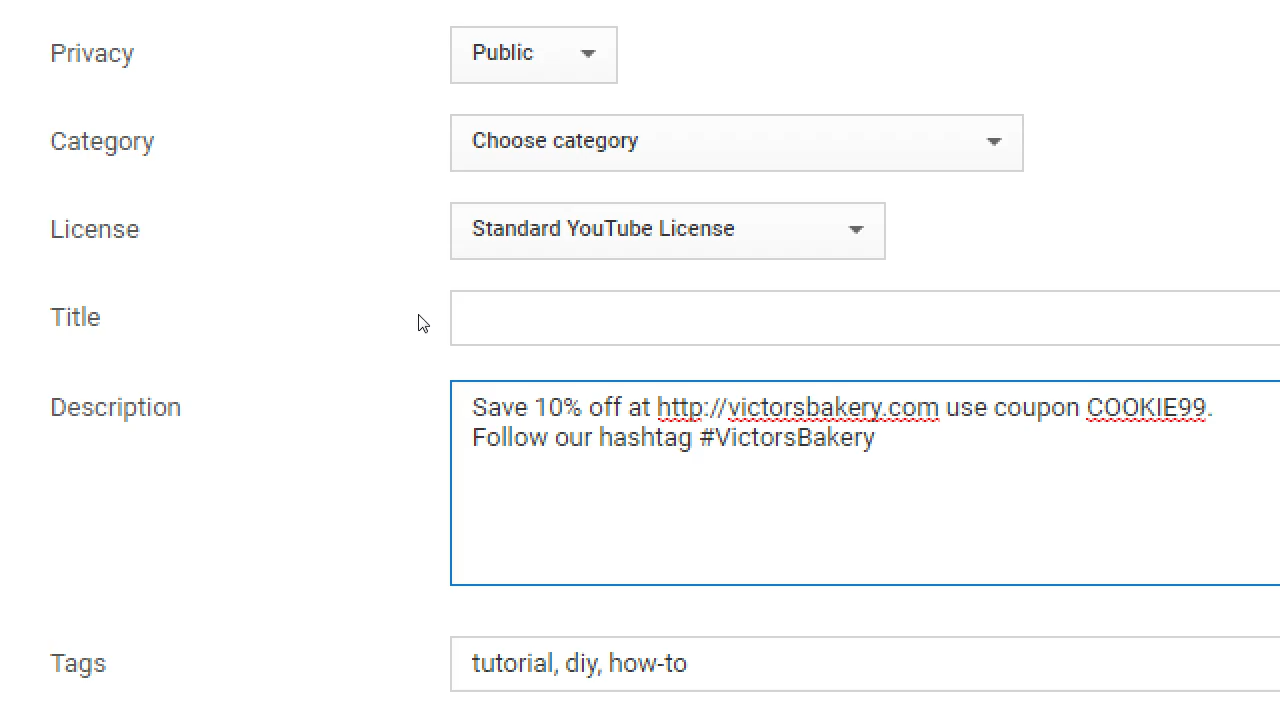 Privacy Public
Category Choose category
License Standard YouTube License
Title
Description Save 10% off at http://victorsbakery.com use coupon COOKIE99.
Follow our hashtag #VictorsBakery
Tags tutorial, diy, how-to